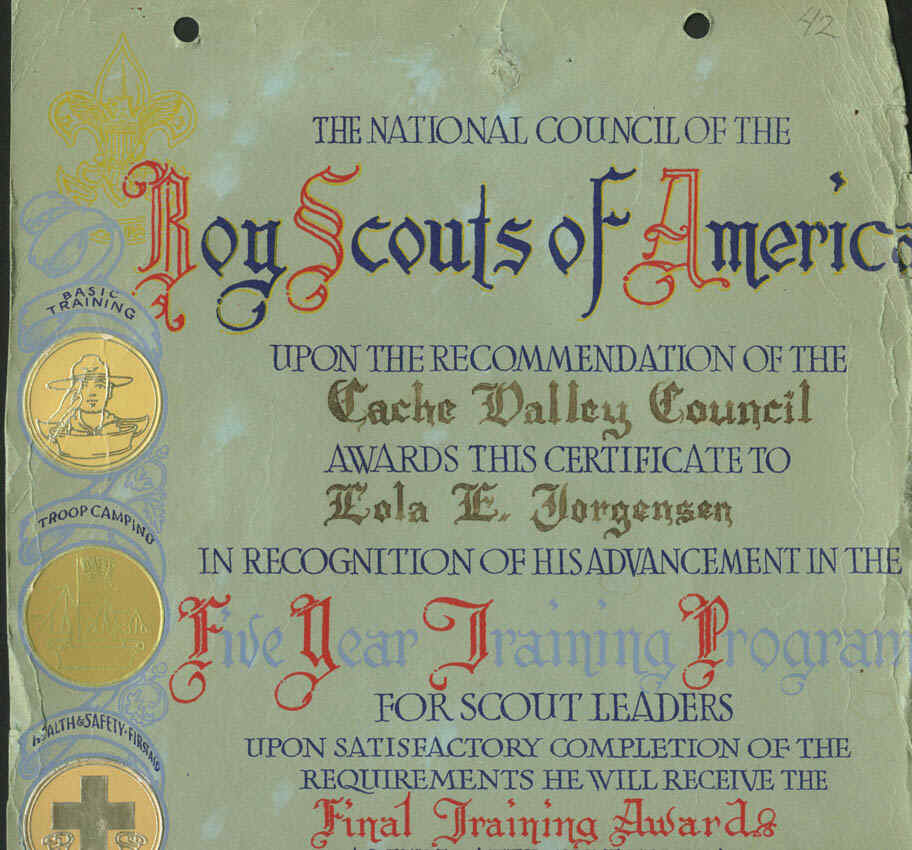 42
THE NATIONAL COUNCIL OF THE
Boy Scouts of America
BASIC
TRAINING
UPON THE RECOMMENDATION OF THE
Cache Valley Council
AWARDS THIS CERTIFICATE TO
Lola E. Jorgensen
TROOP CAMPING
IN RECOGNITION OF HIS ADVANCEMENT IN THE
Five Year Training Program
FOR SCOUT LEADERS
HEALTH & SAFETY-FIRST AID
UPON SATISFACTORY COMPLETION OF THE
REQUIREMENTS HE WILL RECEIVE THE
Final Training Awards